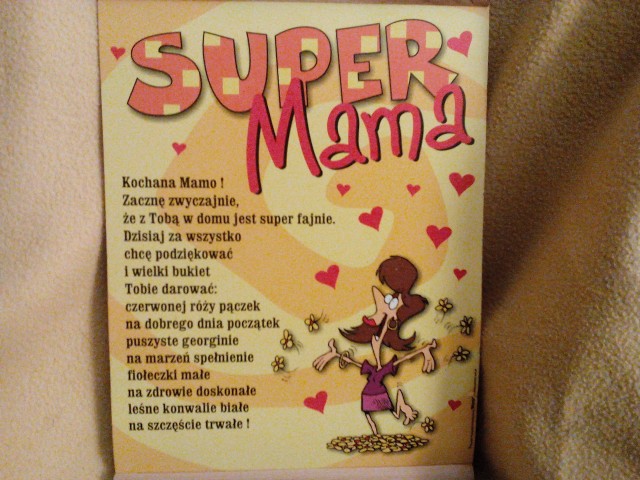 SUPER
Mama
Kochana Mamo !
Zacznę zwyczajnie,
że z Tobą w domu jest super fajnie.
Dzisiaj za wszystko
chcę podziękować
i wielki bukiet
Tobie darować:
czerwonej róży pączek
na dobrego dnia początek
puszyste georginie
na marzeń spełnienie
fiołeczki małe
na zdrowie doskonałe
leśne konwalie białe
na szczęście trwałe !